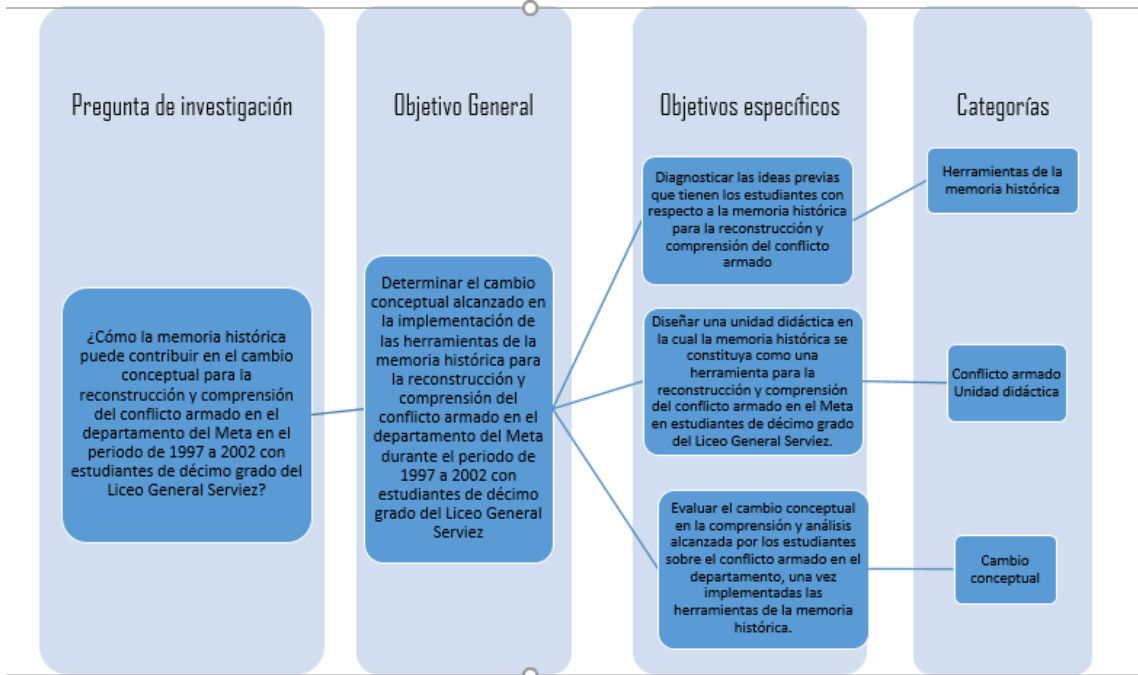 Pregunta de investigación
¿Cómo la memoria histórica
puede contribuir en el cambio
conceptual para la
reconstrucción y comprensión
del conflicto armado en el
departamento del Meta en el
periodo de 1997 a 2002 con
estudiantes de décimo grado del
Liceo General Serviez?
Objetivo General
Determinar el cambio
conceptual alcanzado en
la implementación de
las herramientas de la
memoria histórica para
la reconstrucción y
comprensión del
conflicto armado en el
departamento del Meta
durante el periodo de
1997 a 2002 con
estudiantes de décimo
grado del Liceo General
Serviez
Objetivos específicos
Diagnosticar las ideas previas
que tienen los estudiantes con
respecto a la memoria histórica
para la reconstrucción y
comprensión del conflicto
armado
Diseñar una unidad didáctica en
la cual la memoria histórica se
constituya como una
herramienta para la
reconstrucción y comprensión
del conflicto armado en el Meta
en estudiantes de décimo grado
del Liceo General Serviez.
Evaluar el cambio conceptual
en la comprensión y análisis
alcanzada por los estudiantes
sobre el conflicto armado en el
departamento, una vez
implementadas las
herramientas de la memoria
histórica.
Categorías
Herramientas de la
memoria histórica
Conflicto armado
Unidad didáctica
Cambio
conceptual